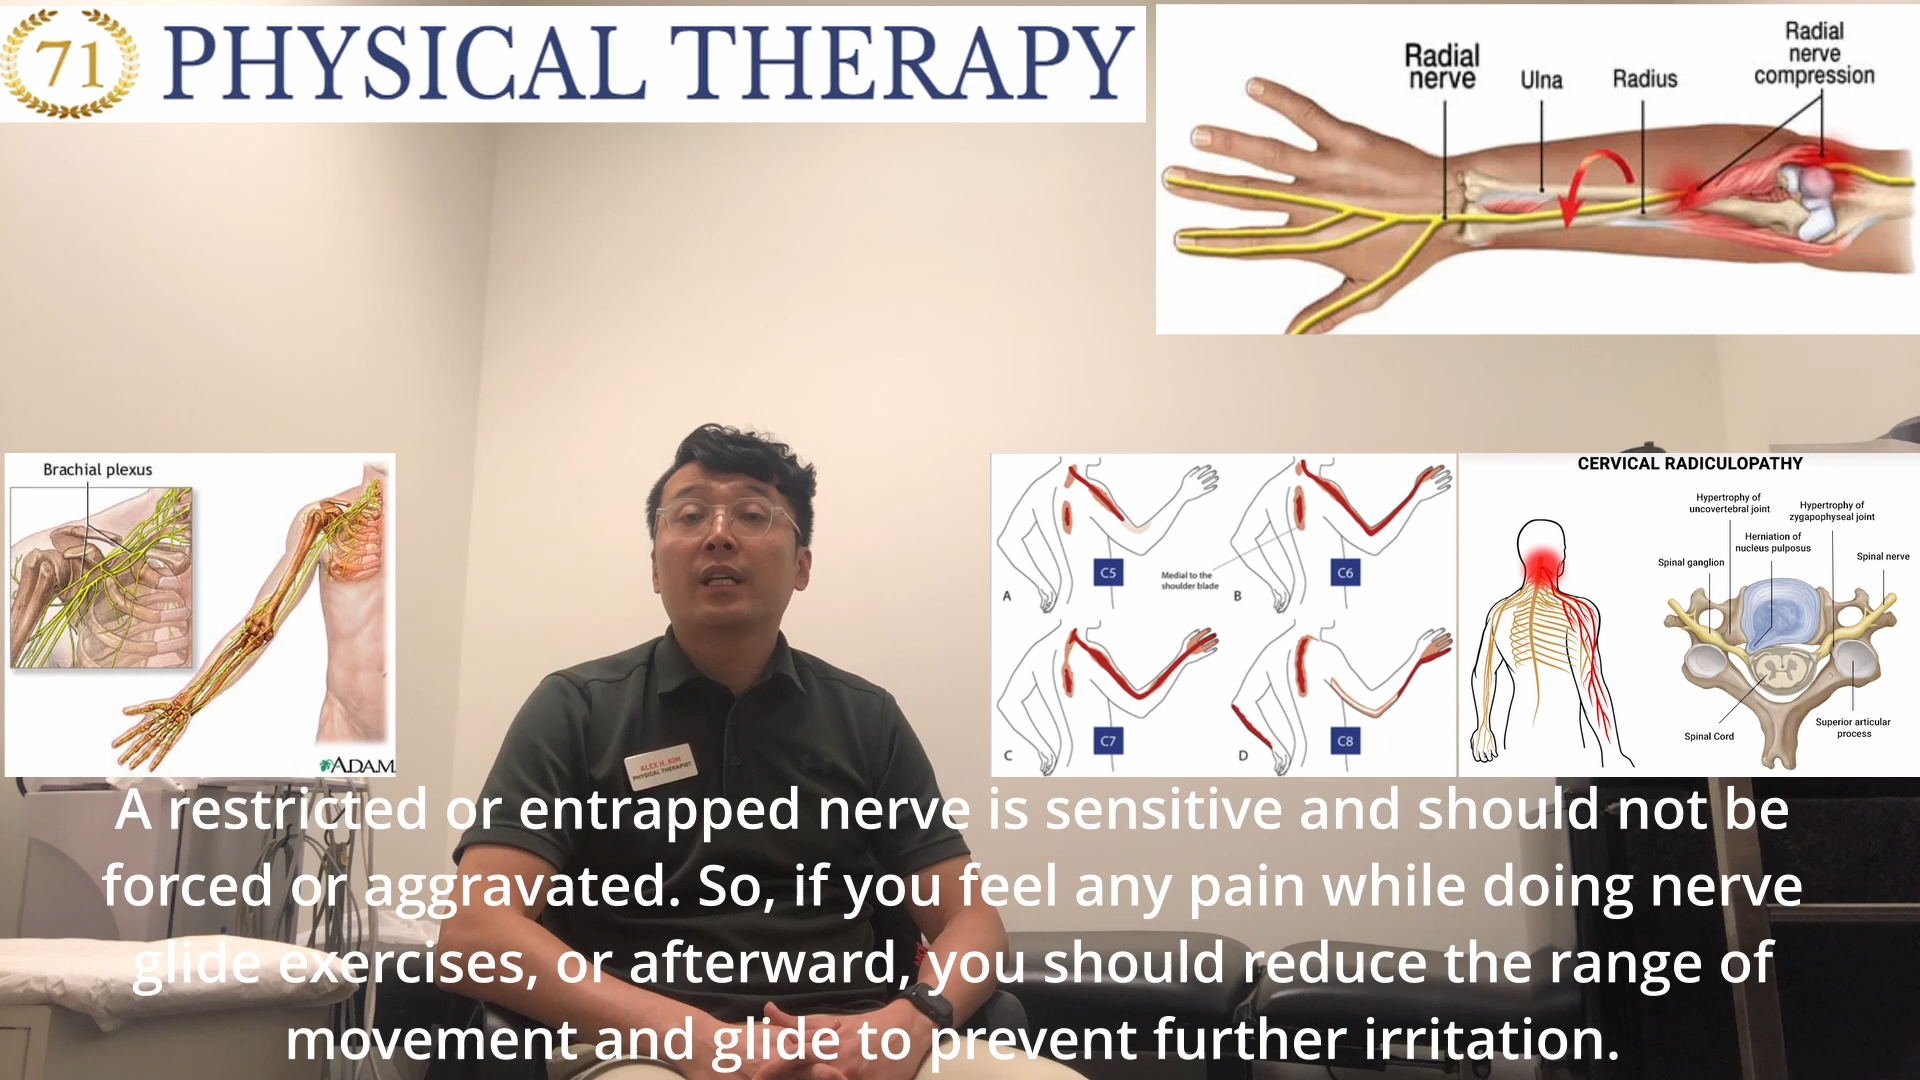 71 PHYSICAL THERAPY
Radial
nerve
Ulna
Radius
Radial
nerve
compression
Brachial plexus
ADAM
C5
C6
Medial to the
shoulder blade
A
B
C7
C8
C
D
CERVICAL RADICULOPATHY
Hypertrophy of
uncovertebral joint
Hypertrophy of
zygapophyseal joint
Herniation of
nucleus pulposus
Spinal ganglion
Spinal nerve
Spinal Cord
Superior articular
process
ALEX H. KIM
PHYSICAL THERAPIST
A restricted or entrapped nerve is sensitive and should not be
forced or aggravated. So, if you feel any pain while doing nerve
glide exercises, or afterward, you should reduce the range of
movement and glide to prevent further irritation.